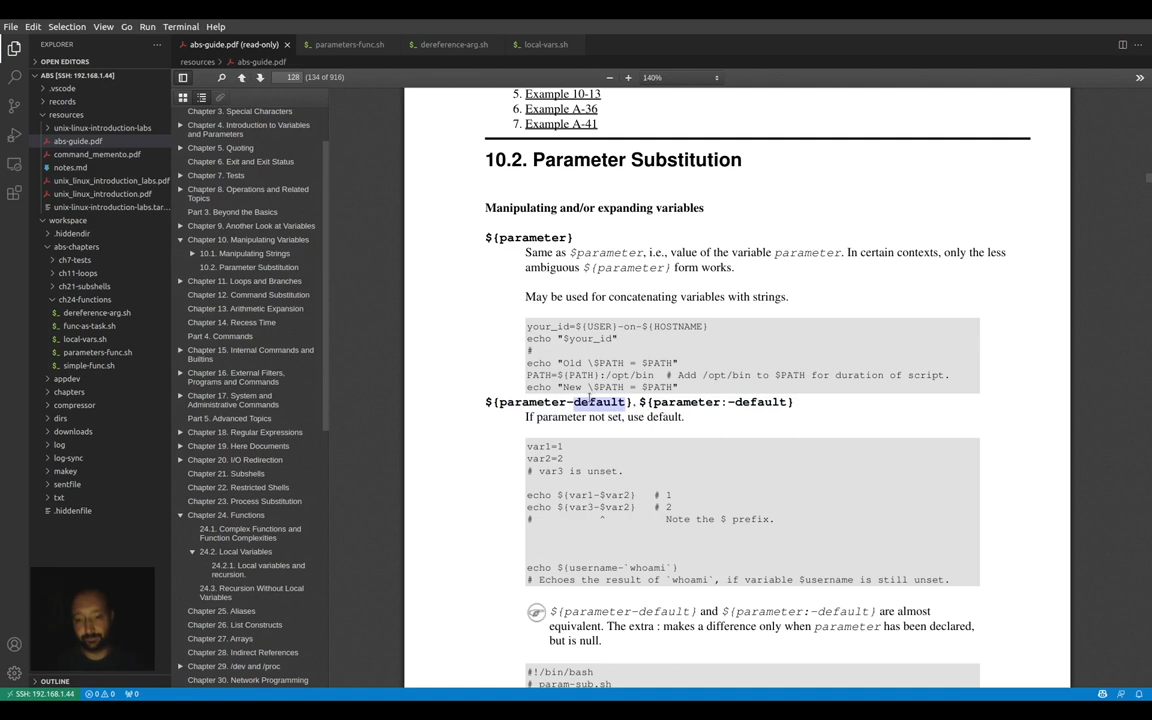 File Edit Selection View Go Run Terminal Help
EXPLORER ···
abs-guide.pdf (read-only) ×
parameters-func.sh
dereference-arg.sh
local-vars.sh
OPEN EDITORS
ABS [SSH: 192.168.1.44]
.vscode
records
resources
unix-linux-introduction-labs
abs-guide.pdf
command_memento.pdf
notes.md
unix_linux_introduction_labs.pdf
unix_linux_introduction.pdf
unix-linux-introduction-labs.tar...
workspace
.hiddendir
abs-chapters
ch7-tests
ch11-loops
ch21-subshells
ch24-functions
dereference-arg.sh
func-as-task.sh
local-vars.sh
parameters-func.sh
simple-func.sh
appdev
chapters
compressor
dirs
downloads
log
log-sync
makey
sentfile
txt
.hiddenfile
OUTLINE
resources > abs-guide.pdf
128 (134 of 916)
140%
Chapter 3. Special Characters
Chapter 4. Introduction to Variables
and Parameters
Chapter 5. Quoting
Chapter 6. Exit and Exit Status
Chapter 7. Tests
Chapter 8. Operations and Related
Topics
Part 3. Beyond the Basics
Chapter 9. Another Look at Variables
Chapter 10. Manipulating Variables
10.1. Manipulating Strings
10.2. Parameter Substitution
Chapter 11. Loops and Branches
Chapter 12. Command Substitution
Chapter 13. Arithmetic Expansion
Chapter 14. Recess Time
Part 4. Commands
Chapter 15. Internal Commands and
Builtins
Chapter 16. External Filters,
Programs and Commands
Chapter 17. System and
Administrative Commands
Part 5. Advanced Topics
Chapter 18. Regular Expressions
Chapter 19. Here Documents
Chapter 20. I/O Redirection
Chapter 21. Subshells
Chapter 22. Restricted Shells
Chapter 23. Process Substitution
Chapter 24. Functions
24.1. Complex Functions and
Function Complexities
24.2. Local Variables
24.2.1. Local variables and
recursion.
24.3. Recursion Without Local
Variables
Chapter 25. Aliases
Chapter 26. List Constructs
Chapter 27. Arrays
Chapter 28. Indirect References
Chapter 29. /dev and /proc
Chapter 30. Network Programming
5. Example 10-13
6. Example A-36
7. Example A-41
10.2. Parameter Substitution
Manipulating and/or expanding variables
${parameter}
Same as $parameter, i.e., value of the variable parameter. In certain contexts, only the less
ambiguous ${parameter} form works.
May be used for concatenating variables with strings.
your_id=${USER}-on-${HOSTNAME}
echo "$your_id"
#
echo "Old \$PATH = $PATH"
PATH=${PATH}:/opt/bin # Add /opt/bin to $PATH for duration of script.
echo "New \$PATH = $PATH"
${parameter-default}, ${parameter:-default}
If parameter not set, use default.
var1=1
var2=2
# var3 is unset.
echo ${var1-$var2} # 1
echo ${var3-$var2} # 2
# ^ Note the $ prefix.
echo ${username-`whoami`}
# Echoes the result of `whoami`, if variable $username is still unset.
${parameter-default} and ${parameter:-default} are almost
equivalent. The extra : makes a difference only when parameter has been declared,
but is null.
#!/bin/bash
# param-sub.sh
SSH: 192.168.1.44 0 0 0